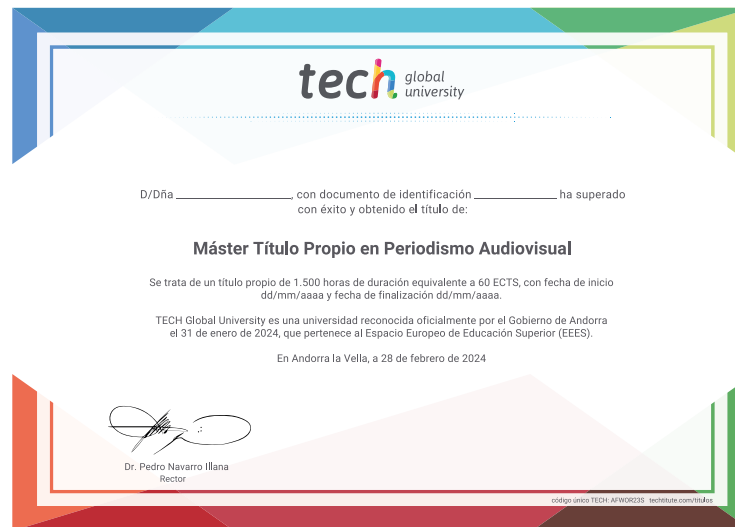 tech global university
D/Dña ____________________, con documento de identificación ______________ ha superado
con éxito y obtenido el título de:
Máster Título Propio en Periodismo Audiovisual
Se trata de un título propio de 1.500 horas de duración equivalente a 60 ECTS, con fecha de inicio
dd/mm/aaaa y fecha de finalización dd/mm/aaaa.
TECH Global University es una universidad reconocida oficialmente por el Gobierno de Andorra
el 31 de enero de 2024, que pertenece al Espacio Europeo de Educación Superior (EEES).
En Andorra la Vella, a 28 de febrero de 2024
Dr. Pedro Navarro Illana
Rector
código único TECH: AFWOR23S techtitute.com/titulos